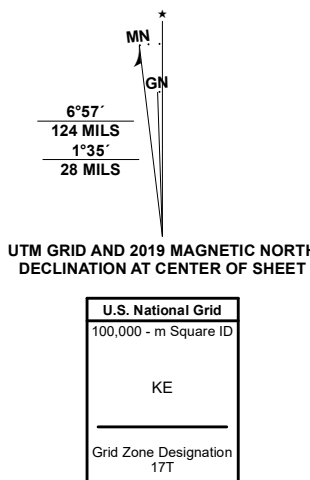 MN
GN
6°57´
124 MILS
1°35´
28 MILS
UTM GRID AND 2019 MAGNETIC NORTH
DECLINATION AT CENTER OF SHEET
U.S. National Grid
100,000 - m Square ID
KE
Grid Zone Designation
17T